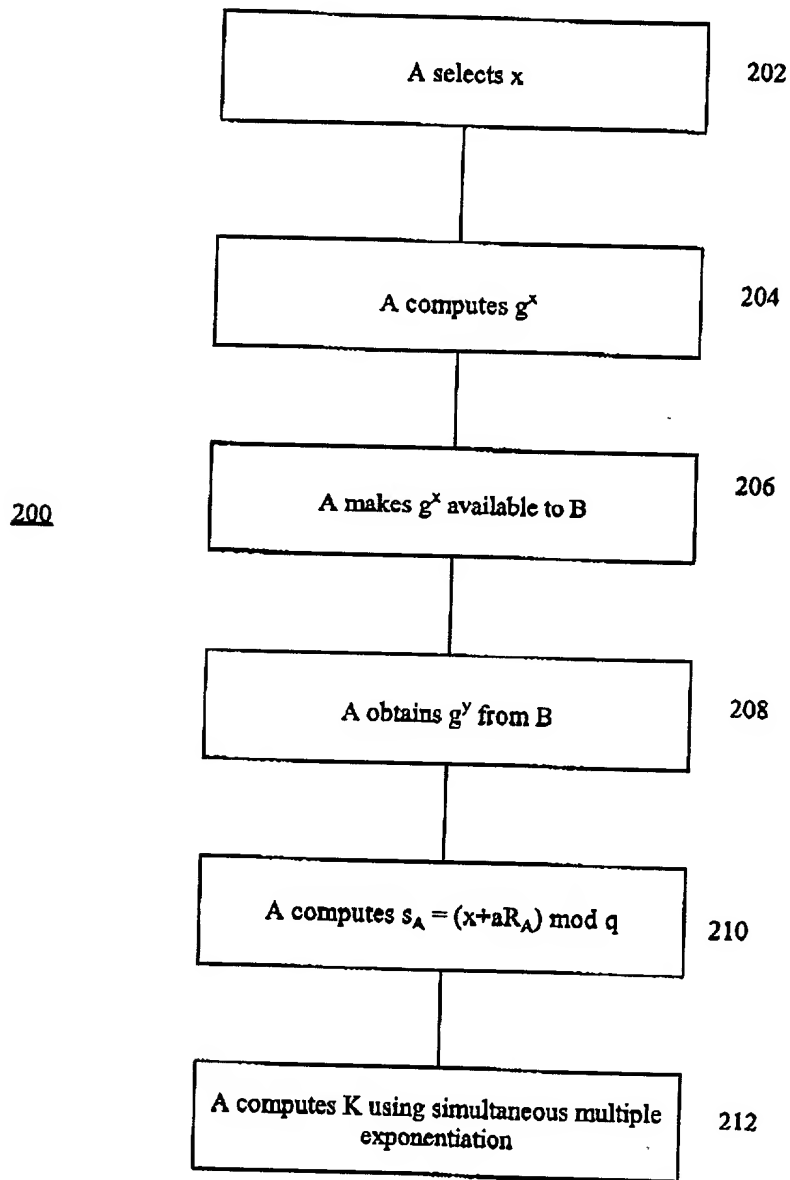 A selects x
202
A computes g^x
204
A makes g^x available to B
206
200
A obtains g^y from B
208
A computes s_A = (x+aR_A) mod q
210
A computes K using simultaneous multiple
exponentiation
212